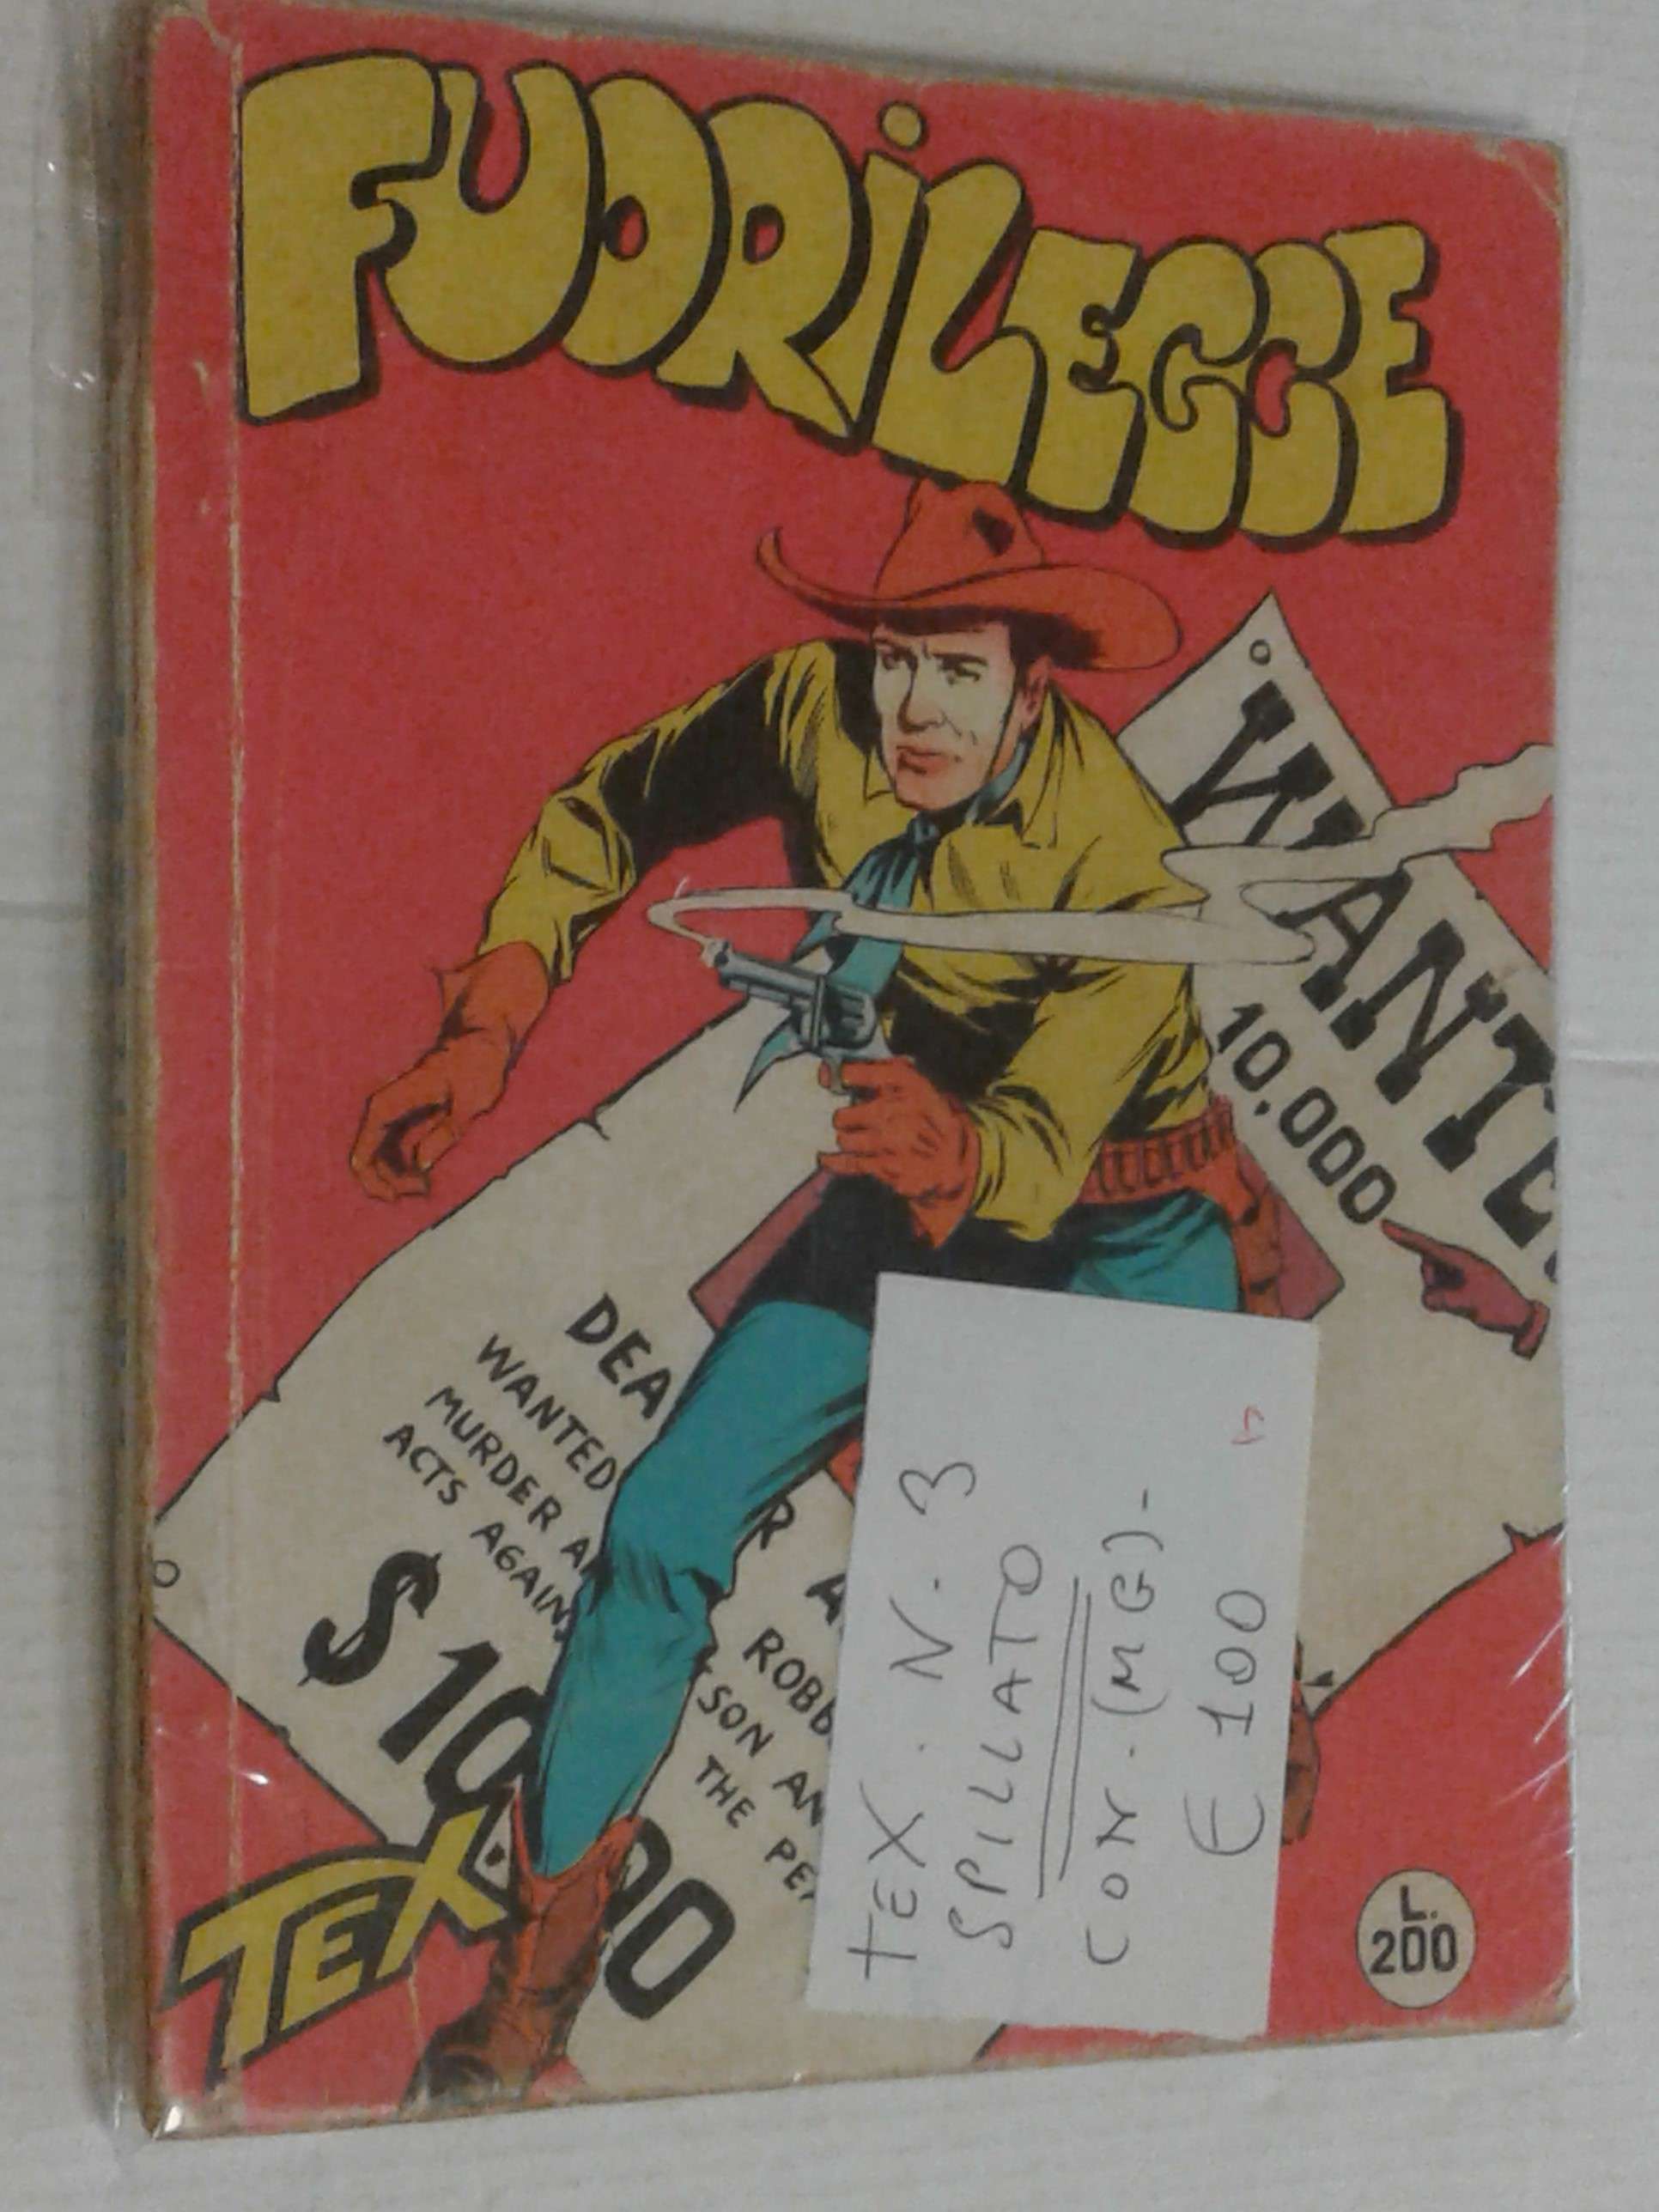 FUORILEGGE
WANTE
10,000
DEA
WANTED R A
MURDER A ROBB
ACTS AGAIN SON AN
THE PE
$ 10 00
TEX
TEX. N. 3
SPILLATO
CON. (MG)-
€ 100
L.
200